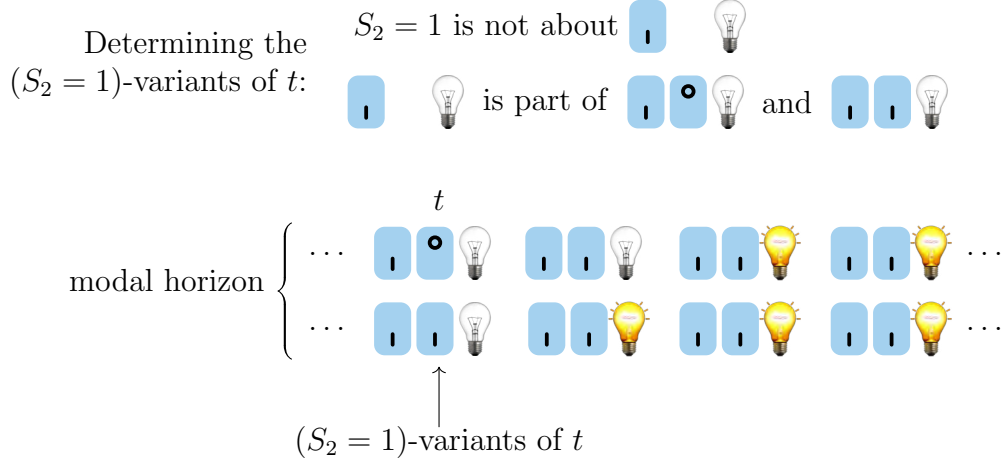 Determining the
(S₂ = 1)-variants of t:
S₂ = 1 is not about
is part of and
t
modal horizon
⋯ ⋯
⋯ ⋯
(S₂ = 1)-variants of t